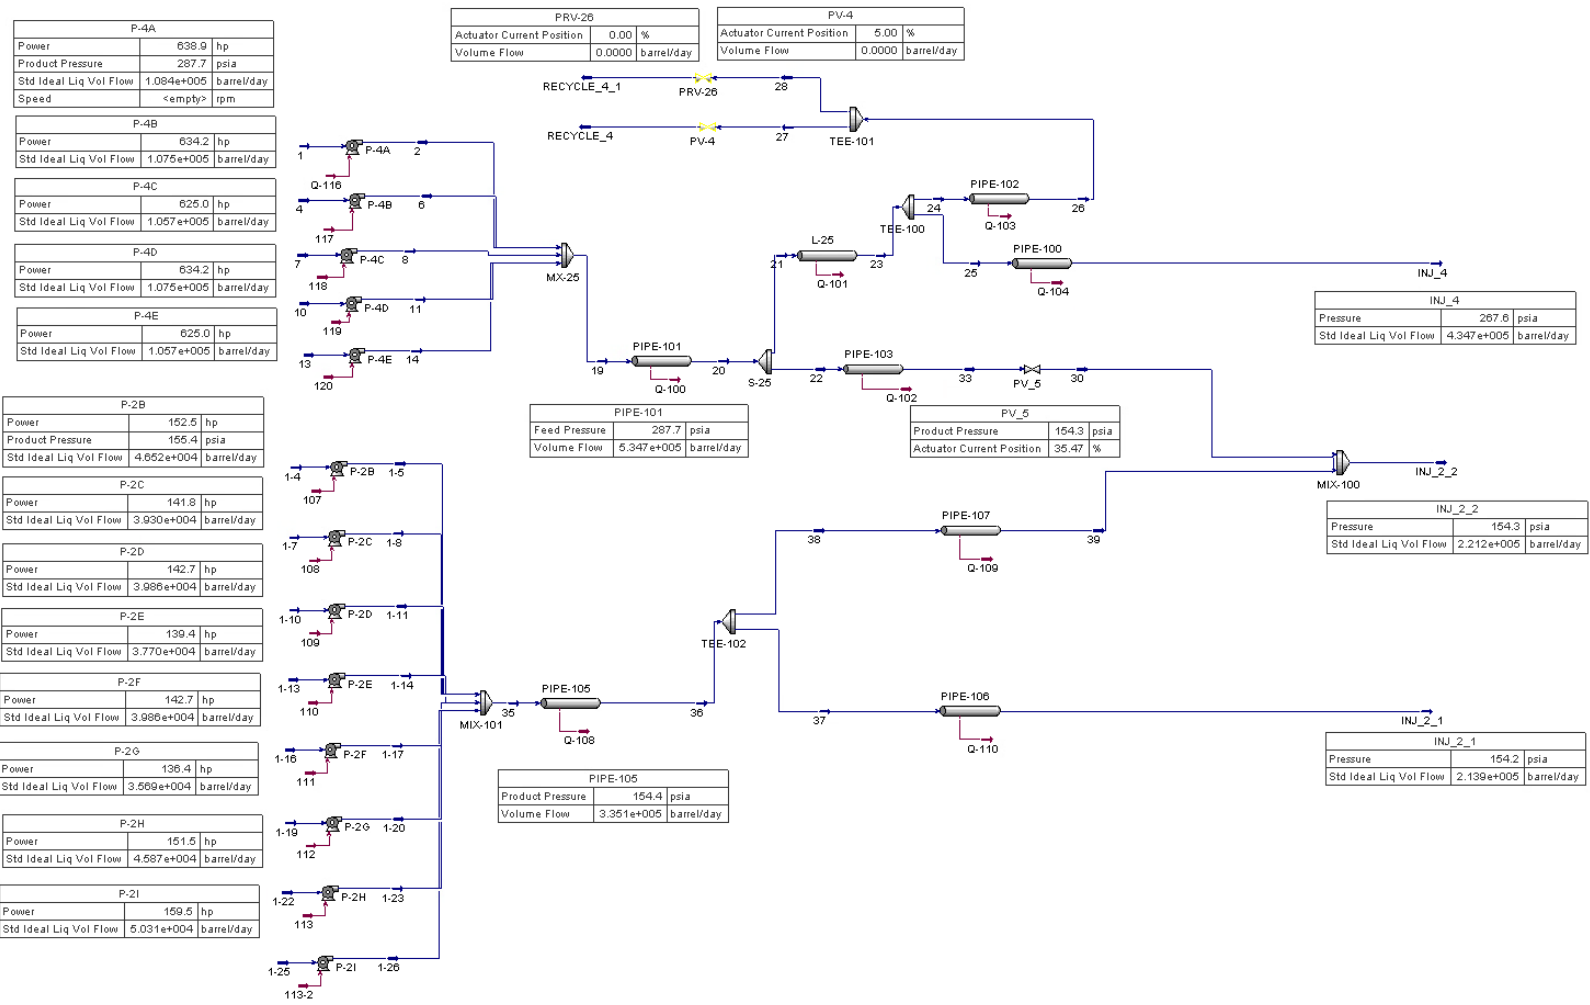 P-4A
Power 638.9 hp
Product Pressure 287.7 psia
Std Ideal Liq Vol Flow 1.084e+005 barrel/day
Speed <empty> rpm
P-4B
Power 634.2 hp
Std Ideal Liq Vol Flow 1.075e+005 barrel/day
P-4C
Power 625.0 hp
Std Ideal Liq Vol Flow 1.057e+005 barrel/day
P-4D
Power 634.2 hp
Std Ideal Liq Vol Flow 1.075e+005 barrel/day
P-4E
Power 625.0 hp
Std Ideal Liq Vol Flow 1.057e+005 barrel/day
P-2B
Power 152.5 hp
Product Pressure 155.4 psia
Std Ideal Liq Vol Flow 4.652e+004 barrel/day
P-2C
Power 141.8 hp
Std Ideal Liq Vol Flow 3.930e+004 barrel/day
P-2D
Power 142.7 hp
Std Ideal Liq Vol Flow 3.986e+004 barrel/day
P-2E
Power 139.4 hp
Std Ideal Liq Vol Flow 3.770e+004 barrel/day
P-2F
Power 142.7 hp
Std Ideal Liq Vol Flow 3.986e+004 barrel/day
P-2G
Power 136.4 hp
Std Ideal Liq Vol Flow 3.569e+004 barrel/day
P-2H
Power 151.5 hp
Std Ideal Liq Vol Flow 4.587e+004 barrel/day
P-2I
Power 159.5 hp
Std Ideal Liq Vol Flow 5.031e+004 barrel/day
PRV-26
Actuator Current Position 0.00 %
Volume Flow 0.0000 barrel/day
PV-4
Actuator Current Position 5.00 %
Volume Flow 0.0000 barrel/day
RECYCLE_4_1
PRV-26
28
RECYCLE_4
PV-4
27
TEE-101
1
P-4A
2
Q-116
4
P-4B
6
117
7
P-4C
8
118
10
P-4D
11
119
13
P-4E
14
120
MX-25
19
PIPE-101
Q-100
20
S-25
21
L-25
Q-101
23
TEE-100
24
PIPE-102
Q-103
26
25
PIPE-100
Q-104
INJ_4
INJ_4
Pressure 267.6 psia
Std Ideal Liq Vol Flow 4.347e+005 barrel/day
22
PIPE-103
Q-102
33
PV_5
30
PIPE-101
Feed Pressure 287.7 psia
Volume Flow 5.347e+005 barrel/day
PV_5
Product Pressure 154.3 psia
Actuator Current Position 35.47 %
MIX-100
INJ_2_2
INJ_2_2
Pressure 154.3 psia
Std Ideal Liq Vol Flow 2.212e+005 barrel/day
1-4
P-2B
1-5
107
1-7
P-2C
1-8
108
1-10
P-2D
1-11
109
1-13
P-2E
1-14
110
1-16
P-2F
1-17
111
1-19
P-2G
1-20
112
1-22
P-2H
1-23
113
1-25
P-2I
1-26
113-2
MIX-101
35
PIPE-105
Q-108
36
TEE-102
38
PIPE-107
Q-109
39
37
PIPE-106
Q-110
INJ_2_1
PIPE-105
Product Pressure 154.4 psia
Volume Flow 3.351e+005 barrel/day
INJ_2_1
Pressure 154.2 psia
Std Ideal Liq Vol Flow 2.139e+005 barrel/day